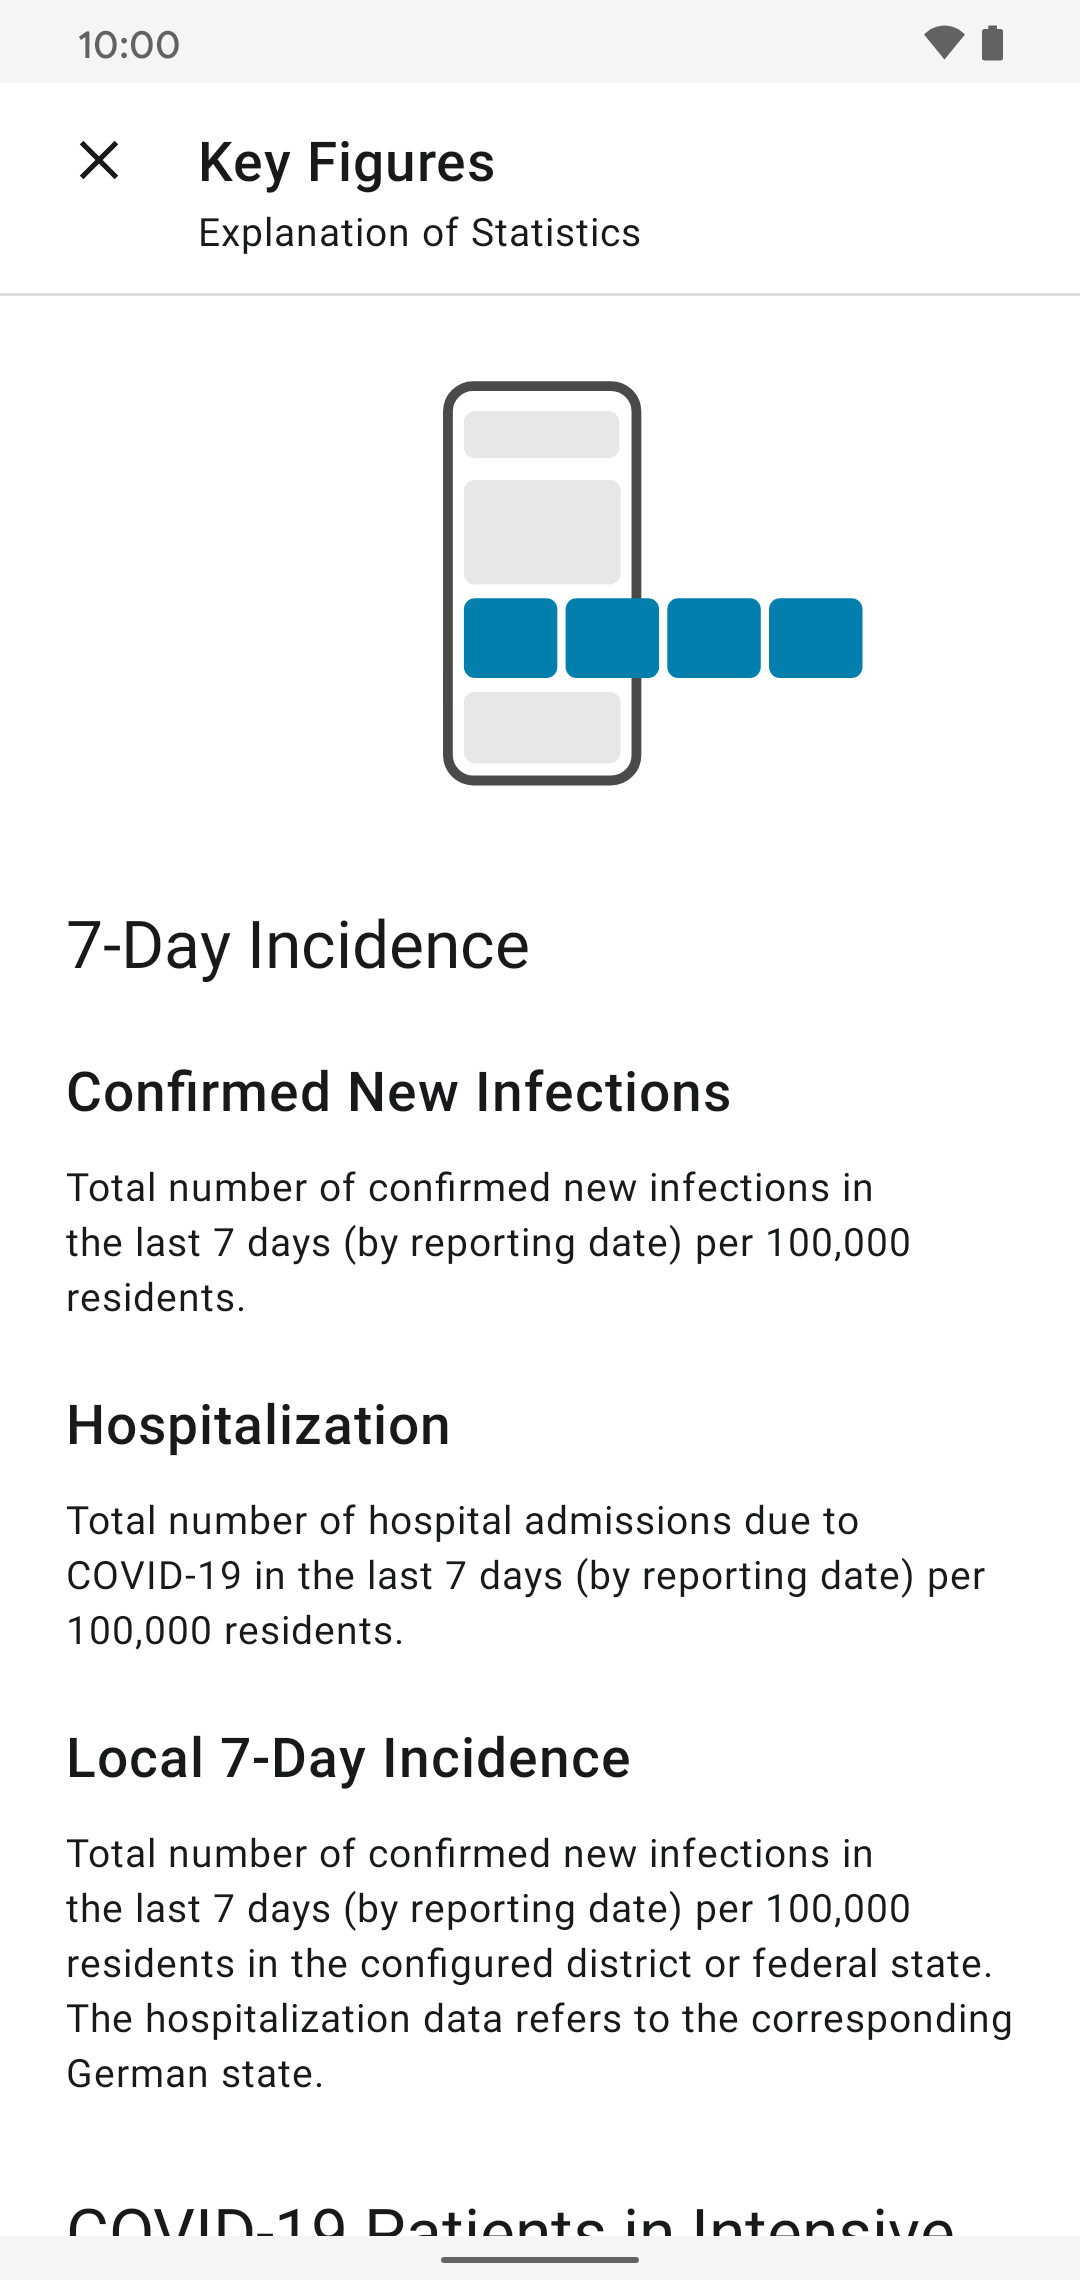 10:00
Key Figures
Explanation of Statistics
7-Day Incidence
Confirmed New Infections
Total number of confirmed new infections in
the last 7 days (by reporting date) per 100,000
residents.
Hospitalization
Total number of hospital admissions due to
COVID-19 in the last 7 days (by reporting date) per
100,000 residents.
Local 7-Day Incidence
Total number of confirmed new infections in
the last 7 days (by reporting date) per 100,000
residents in the configured district or federal state.
The hospitalization data refers to the corresponding
German state.
COVID-19 Patients in Intensive